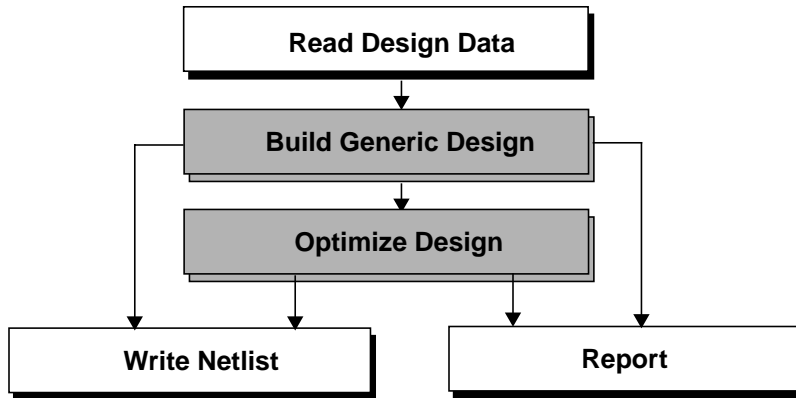 Read Design Data
Build Generic Design
Optimize Design
Write Netlist
Report